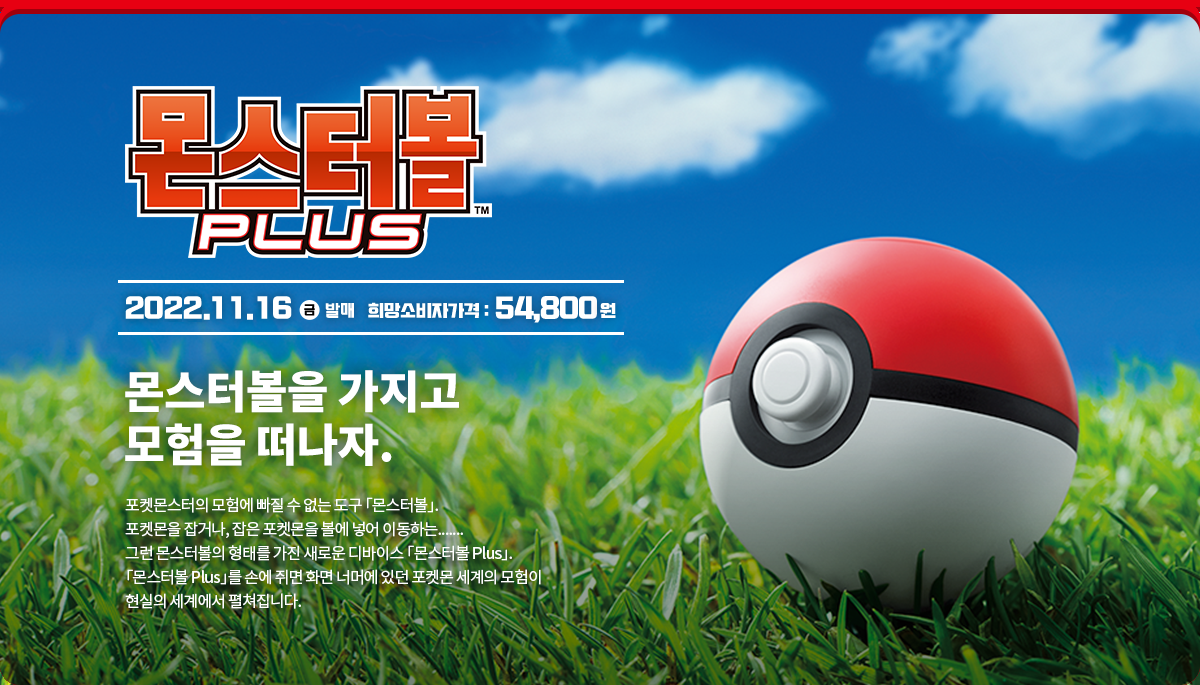 몬스터볼
TM
PLUS
2022.11.16 금 발매 희망소비자가격 : 54,800원
몬스터볼을 가지고
모험을 떠나자.
포켓몬스터의 모험에 빠질 수 없는 도구 「몬스터볼」.
포켓몬을 잡거나, 잡은 포켓몬을 볼에 넣어 이동하는.......
그런 몬스터볼의 형태를 가진 새로운 디바이스 「몬스터볼 Plus」.
「몬스터볼 Plus」를 손에 쥐면 화면 너머에 있던 포켓몬 세계의 모험이
현실의 세계에서 펼쳐집니다.